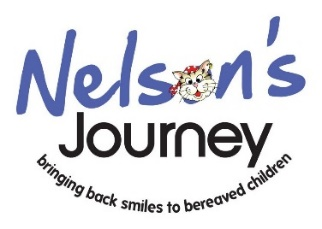 Nelson's
Journey
bringing back smiles to bereaved children